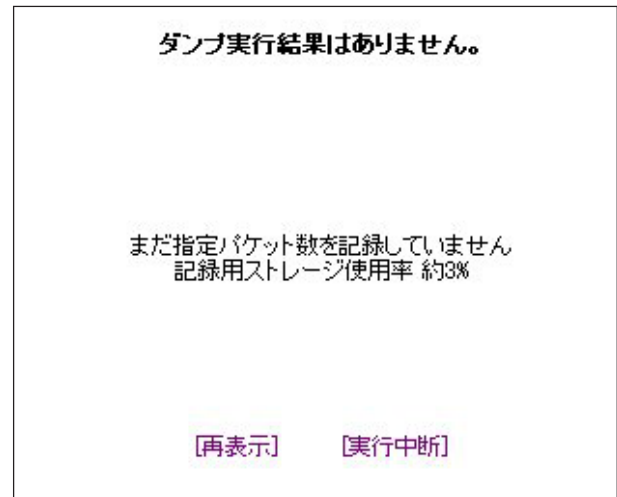 ダンプ実行結果はありません。
まだ指定パケット数を記録していません
記録用ストレージ使用率 約3%
[再表示] [実行中断]